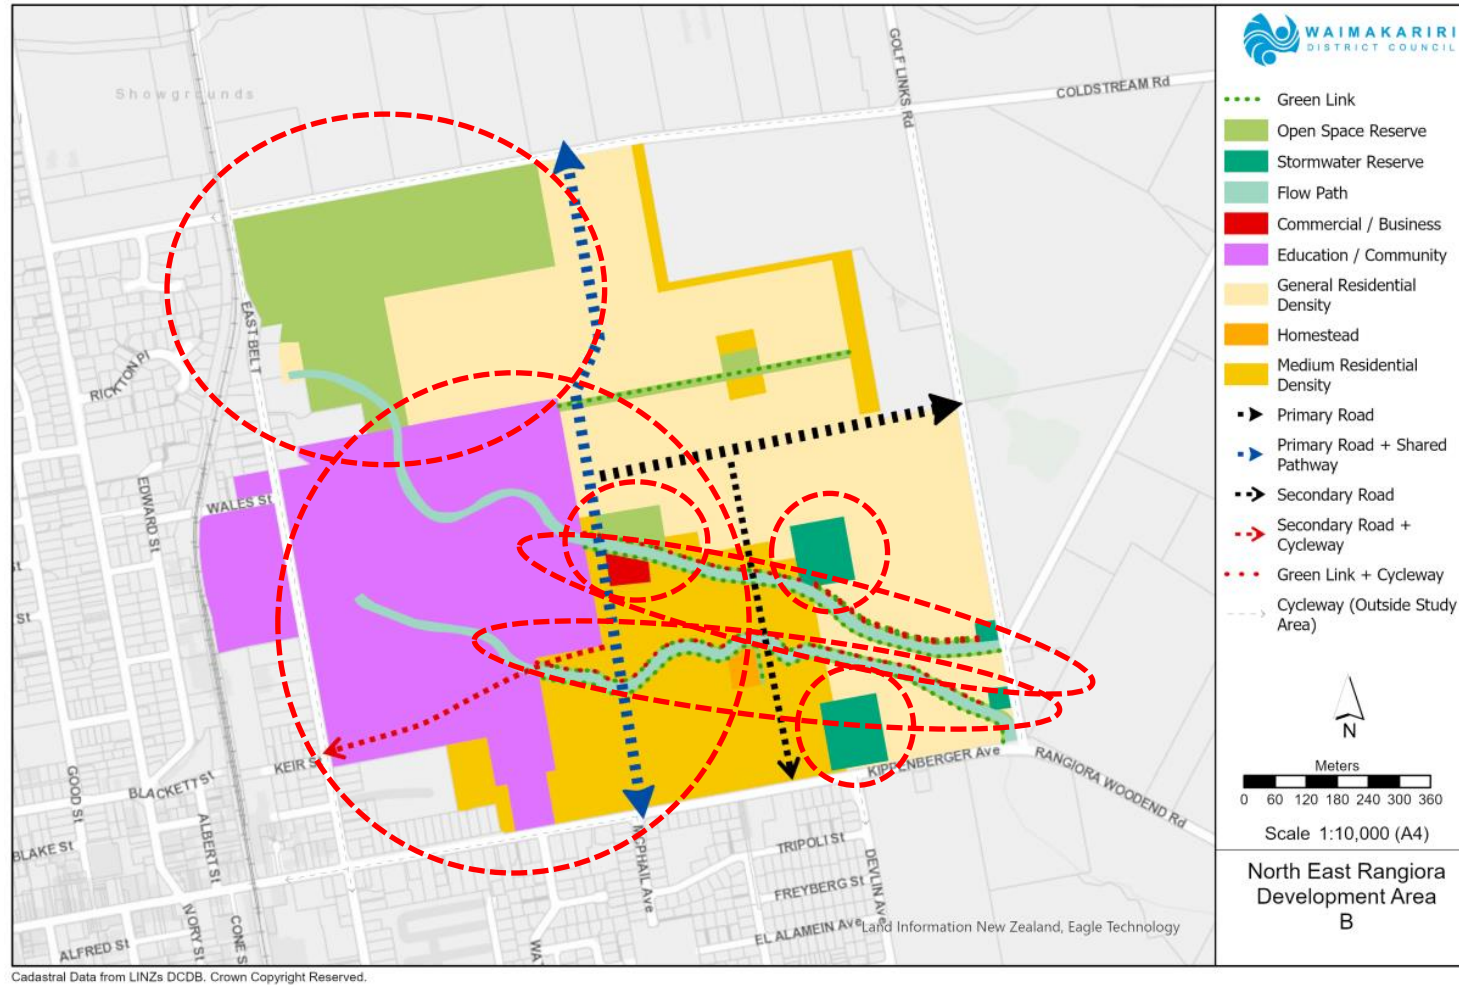 Showgrounds
GOLF LINKS Rd
COLDSTREAM Rd
RICKTON Pl
EAST BELT
EDWARD St
WALES St
St
St
GOOD St
KEIR S
BLACKETT St
ALBERT St
BLAKE St
IVORY St
CONE S
ALFRED St
WA
MCPHAIL AVE
TRIPOLI St
FREYBERG St
EL ALAMEIN Ave
DEVLIN Ave
KIPPENBERGER Ave
RANGIORA WOODEND Rd
Land Information New Zealand, Eagle Technology
WAIMAKARIRI
DISTRICT COUNCIL
Green Link
Open Space Reserve
Stormwater Reserve
Flow Path
Commercial / Business
Education / Community
General Residential
Density
Homestead
Medium Residential
Density
Primary Road
Primary Road + Shared
Pathway
Secondary Road
Secondary Road +
Cycleway
Green Link + Cycleway
Cycleway (Outside Study
Area)
N
Meters
0 60 120 180 240 300 360
Scale 1:10,000 (A4)
North East Rangiora
Development Area
B
Cadastral Data from LINZs DCDB. Crown Copyright Reserved.